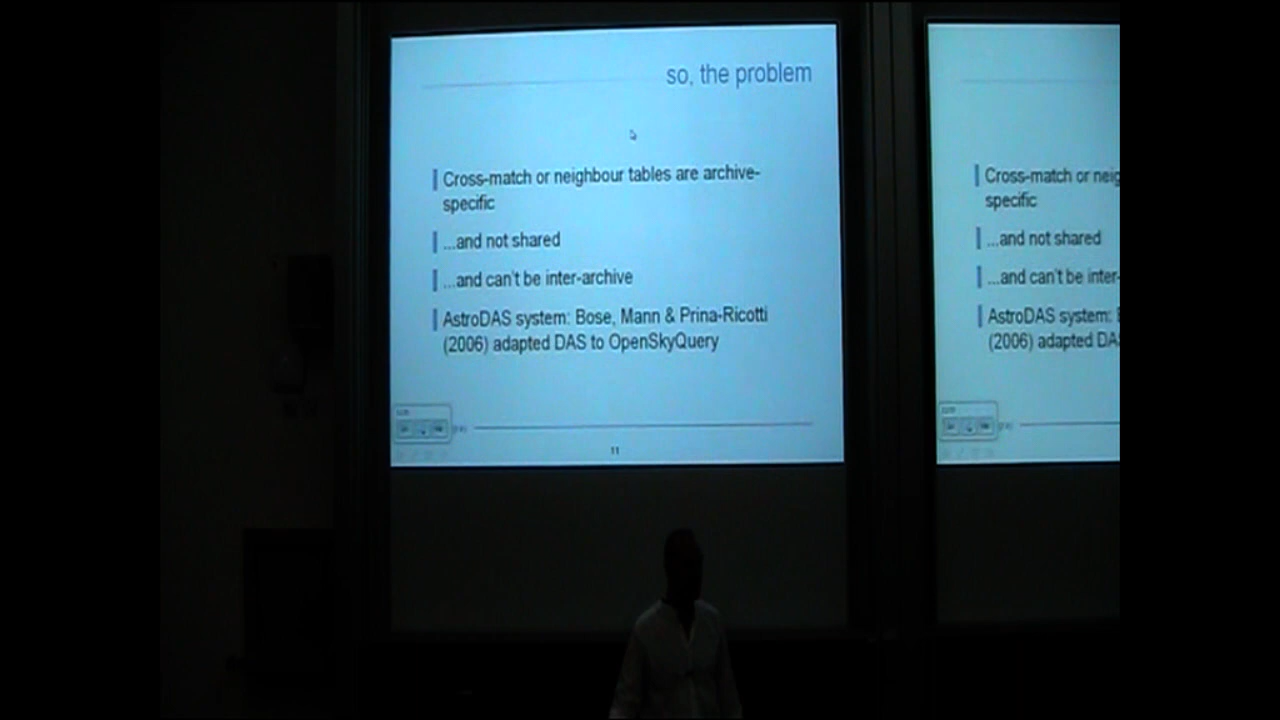 so, the problem
Cross-match or neighbour tables are archive-
specific
...and not shared
...and can't be inter-archive
AstroDAS system: Bose, Mann & Prina-Ricotti
(2006) adapted DAS to OpenSkyQuery
11
Cross-match or neig
specific
...and not shared
...and can't be inter-
AstroDAS system:
(2006) adapted DA